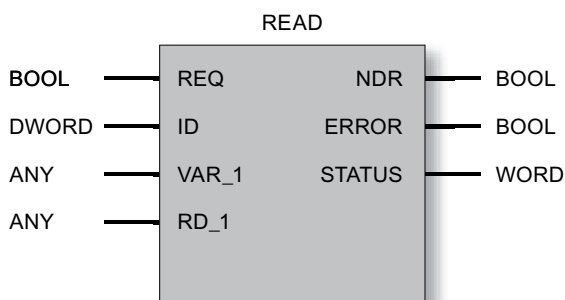 READ
BOOL REQ NDR BOOL
DWORD ID ERROR BOOL
ANY VAR_1 STATUS WORD
ANY RD_1